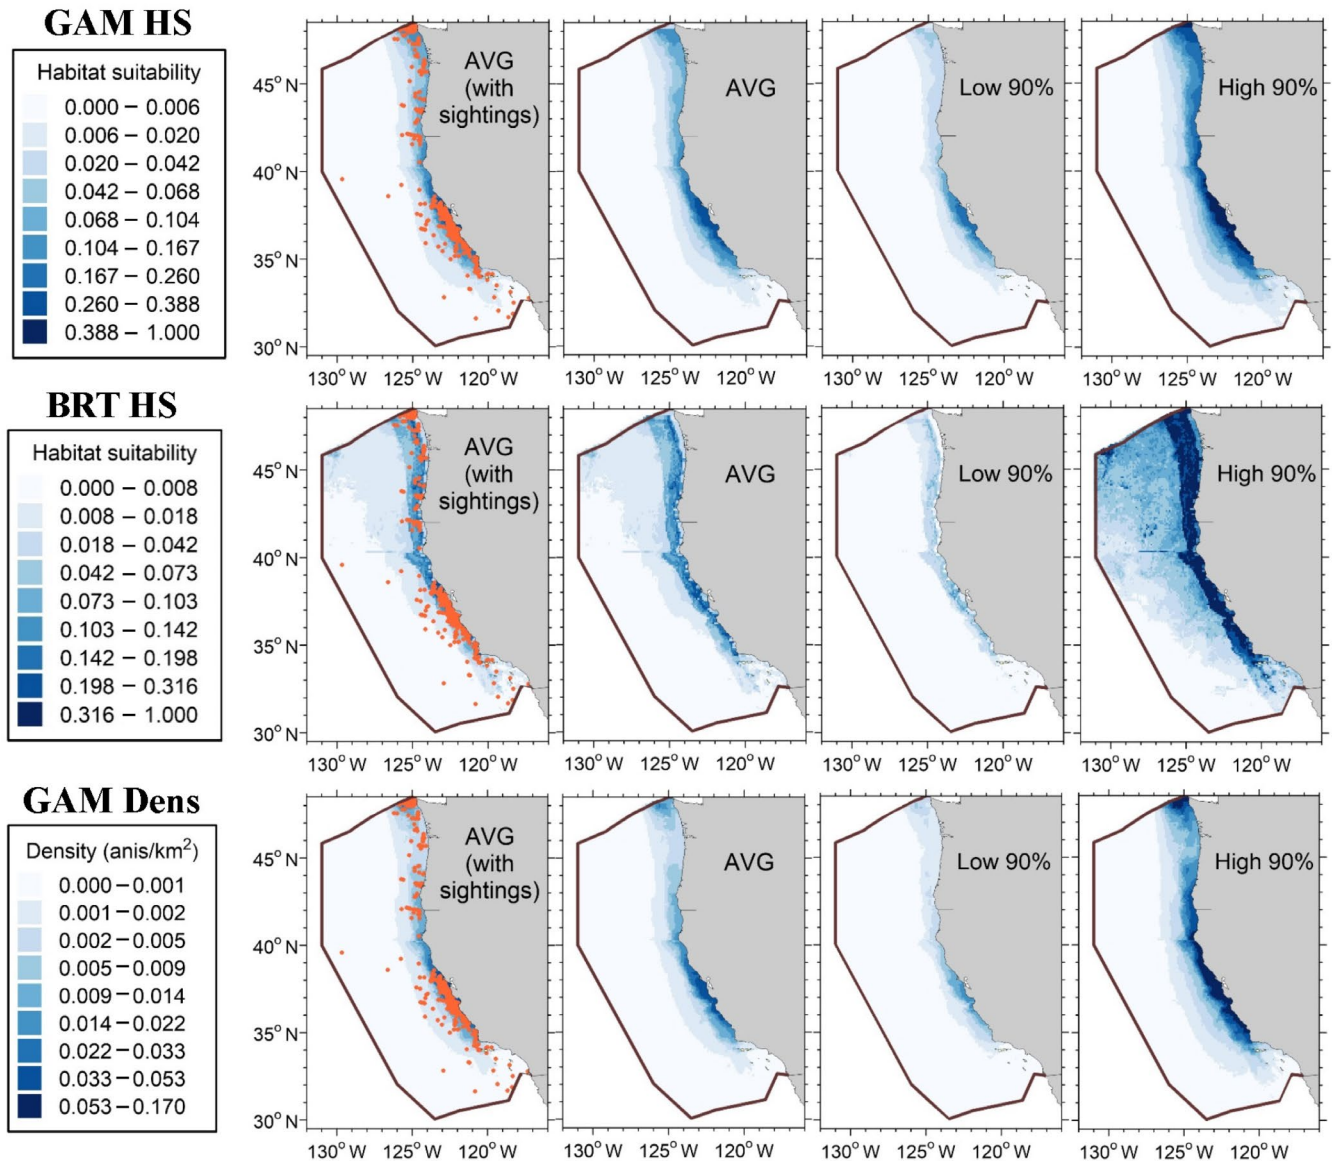 GAM HS
Habitat suitability
0.000 – 0.006
0.006 – 0.020
0.020 – 0.042
0.042 – 0.068
0.068 – 0.104
0.104 – 0.167
0.167 – 0.260
0.260 – 0.388
0.388 – 1.000
AVG
(with
sightings)
AVG
Low 90%
High 90%
45° N
40° N
35° N
30° N
130° W 125° W 120° W
130° W 125° W 120° W
130° W 125° W 120° W
130° W 125° W 120° W
BRT HS
Habitat suitability
0.000 – 0.008
0.008 – 0.018
0.018 – 0.042
0.042 – 0.073
0.073 – 0.103
0.103 – 0.142
0.142 – 0.198
0.198 – 0.316
0.316 – 1.000
AVG
(with
sightings)
AVG
Low 90%
High 90%
45° N
40° N
35° N
30° N
130° W 125° W 120° W
130° W 125° W 120° W
130° W 125° W 120° W
130° W 125° W 120° W
GAM Dens
Density (anis/km²)
0.000 – 0.001
0.001 – 0.002
0.002 – 0.005
0.005 – 0.009
0.009 – 0.014
0.014 – 0.022
0.022 – 0.033
0.033 – 0.053
0.053 – 0.170
AVG
(with
sightings)
AVG
Low 90%
High 90%
45° N
40° N
35° N
30° N
130° W 125° W 120° W
130° W 125° W 120° W
130° W 125° W 120° W
130° W 125° W 120° W